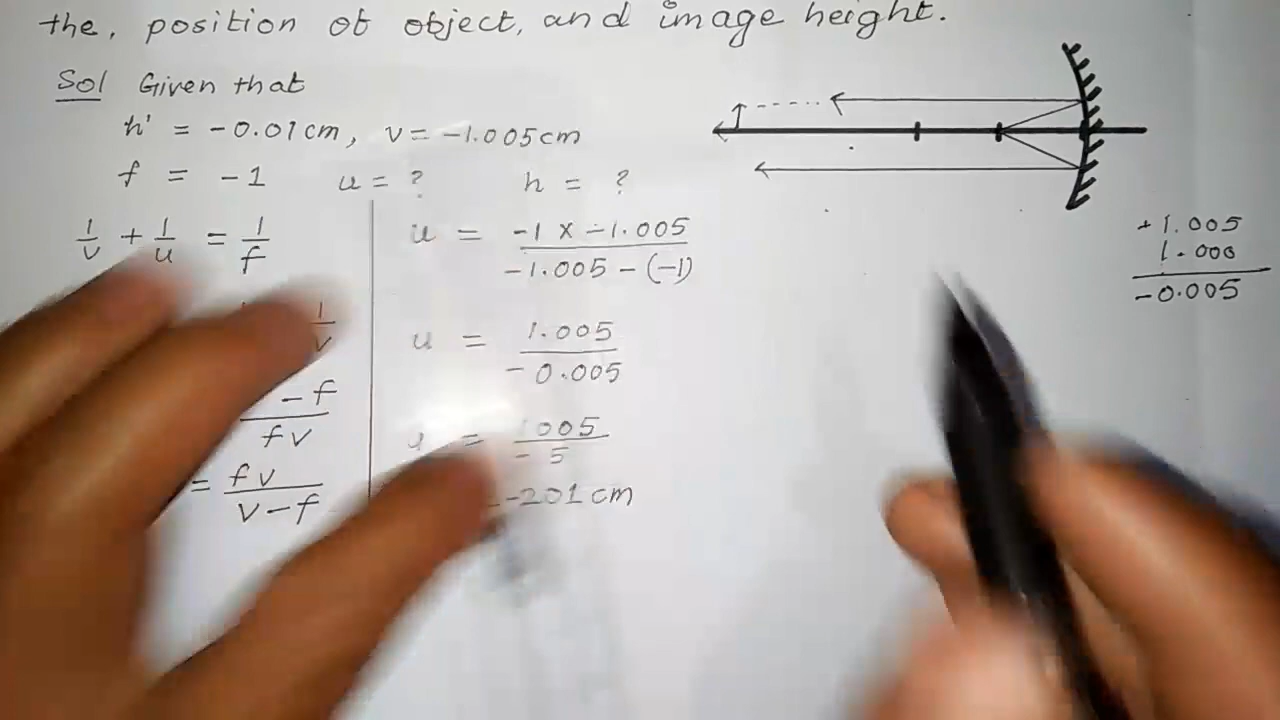 the, position of object, and image height.
Sol Given that
h' = -0.01cm, v = -1.005cm
f = -1 u = ? h = ?
1/v + 1/u = 1/f
1/v
-f/fv
= fv/v-f
u = -1 x -1.005/-1.005 - (-1)
u = 1.005/-0.005
= 1005/-5
-201cm
+1.005
1.000
-0.005